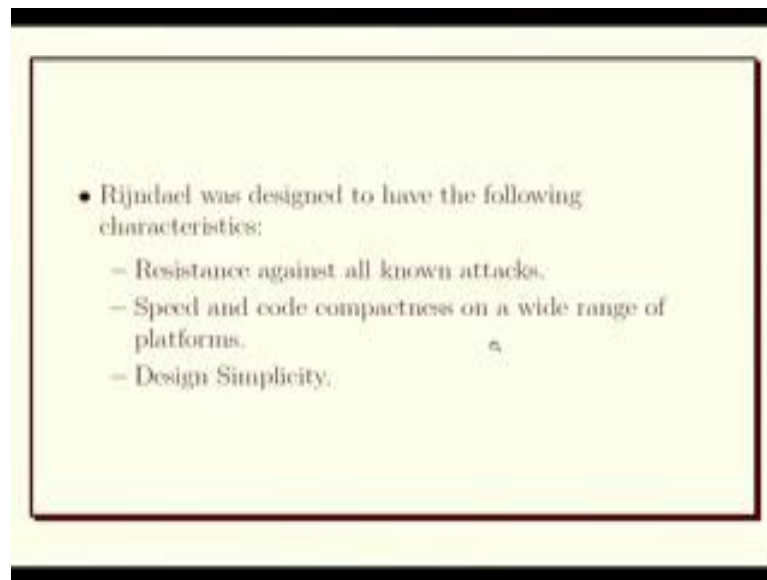 • Rijndael was designed to have the following
characteristics:
– Resistance against all known attacks.
– Speed and code compactness on a wide range of
platforms.
– Design Simplicity.